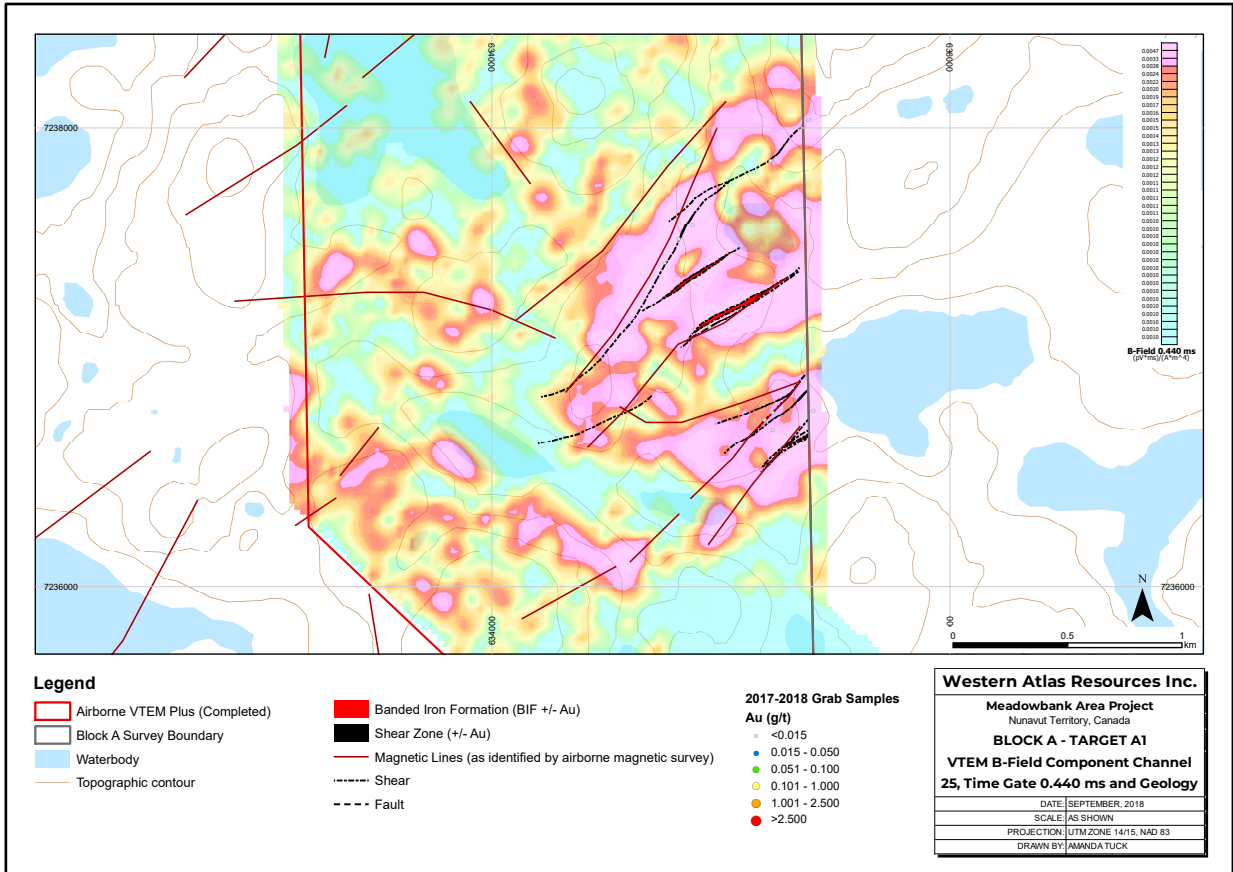 634000
636000
7238000
7236000
7236000
634000
00
0.0047
0.0033
0.0028
0.0024
0.0022
0.0020
0.0019
0.0017
0.0016
0.0015
0.0014
0.0013
0.0013
0.0012
0.0012
0.0011
0.0011
0.0011
0.0010
0.0010
0.0010
0.0010
0.0010
0.0010
0.0010
0.0010
0.0010
0.0010
0.0010
0.0010
0.0010
0.0010
B-Field 0.440 ms
(pV*ms)/(A*m^4)
N
0 0.5 1
km
Legend
Airborne VTEM Plus (Completed)
Block A Survey Boundary
Waterbody
Topographic contour
Banded Iron Formation (BIF +/- Au)
Shear Zone (+/- Au)
Magnetic Lines (as identified by airborne magnetic survey)
Shear
Fault
2017-2018 Grab Samples
Au (g/t)
<0.015
0.015 - 0.050
0.051 - 0.100
0.101 - 1.000
1.001 - 2.500
>2.500
Western Atlas Resources Inc.
Meadowbank Area Project
Nunavut Territory, Canada
BLOCK A - TARGET A1
VTEM B-Field Component Channel
25, Time Gate 0.440 ms and Geology
DATE: SEPTEMBER, 2018
SCALE: AS SHOWN
PROJECTION: UTM ZONE 14/15, NAD 83
DRAWN BY: AMANDA TUCK